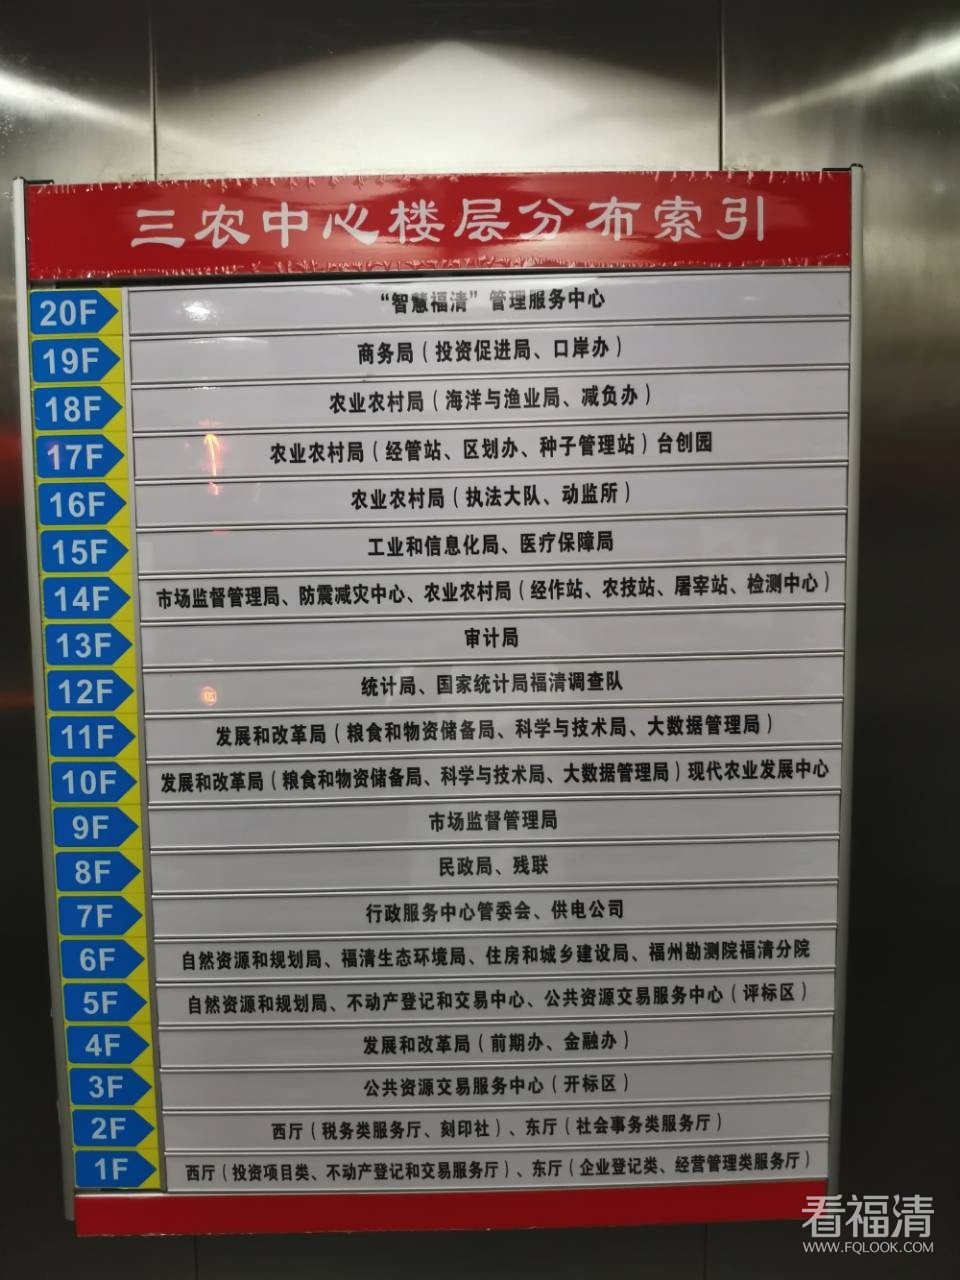 三农中心楼层分布索引
20F “智慧福清”管理服务中心
19F 商务局（投资促进局、口岸办）
18F 农业农村局（海洋与渔业局、减负办）
17F 农业农村局（经管站、区划办、种子管理站）台创园
16F 农业农村局（执法大队、动监所）
15F 工业和信息化局、医疗保障局
14F 市场监督管理局、防震减灾中心、农业农村局（经作站、农技站、屠宰站、检测中心）
13F 审计局
12F 统计局、国家统计局福清调查队
11F 发展和改革局（粮食和物资储备局、科学与技术局、大数据管理局）
10F 发展和改革局（粮食和物资储备局、科学与技术局、大数据管理局）现代农业发展中心
9F 市场监督管理局
8F 民政局、残联
7F 行政服务中心管委会、供电公司
6F 自然资源和规划局、福清生态环境局、住房和城乡建设局、福州勘测院福清分院
5F 自然资源和规划局、不动产登记和交易中心、公共资源交易服务中心（评标区）
4F 发展和改革局（前期办、金融办）
3F 公共资源交易服务中心（开标区）
2F 西厅（税务类服务厅、刻印社）、东厅（社会事务类服务厅）
1F 西厅（投资项目类、不动产登记和交易服务厅）、东厅（企业登记类、经营管理类服务厅）
看福清
WWW.FQLOOK.COM